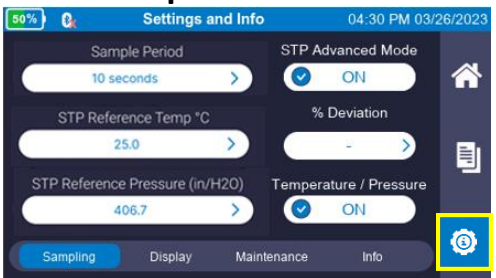 50% Settings and Info 04:30 PM 03/26/2023
Sample Period
10 seconds
STP Advanced Mode
ON
STP Reference Temp °C
25.0
% Deviation
-
STP Reference Pressure (in/H2O)
406.7
Temperature / Pressure
ON
Sampling Display Maintenance Info